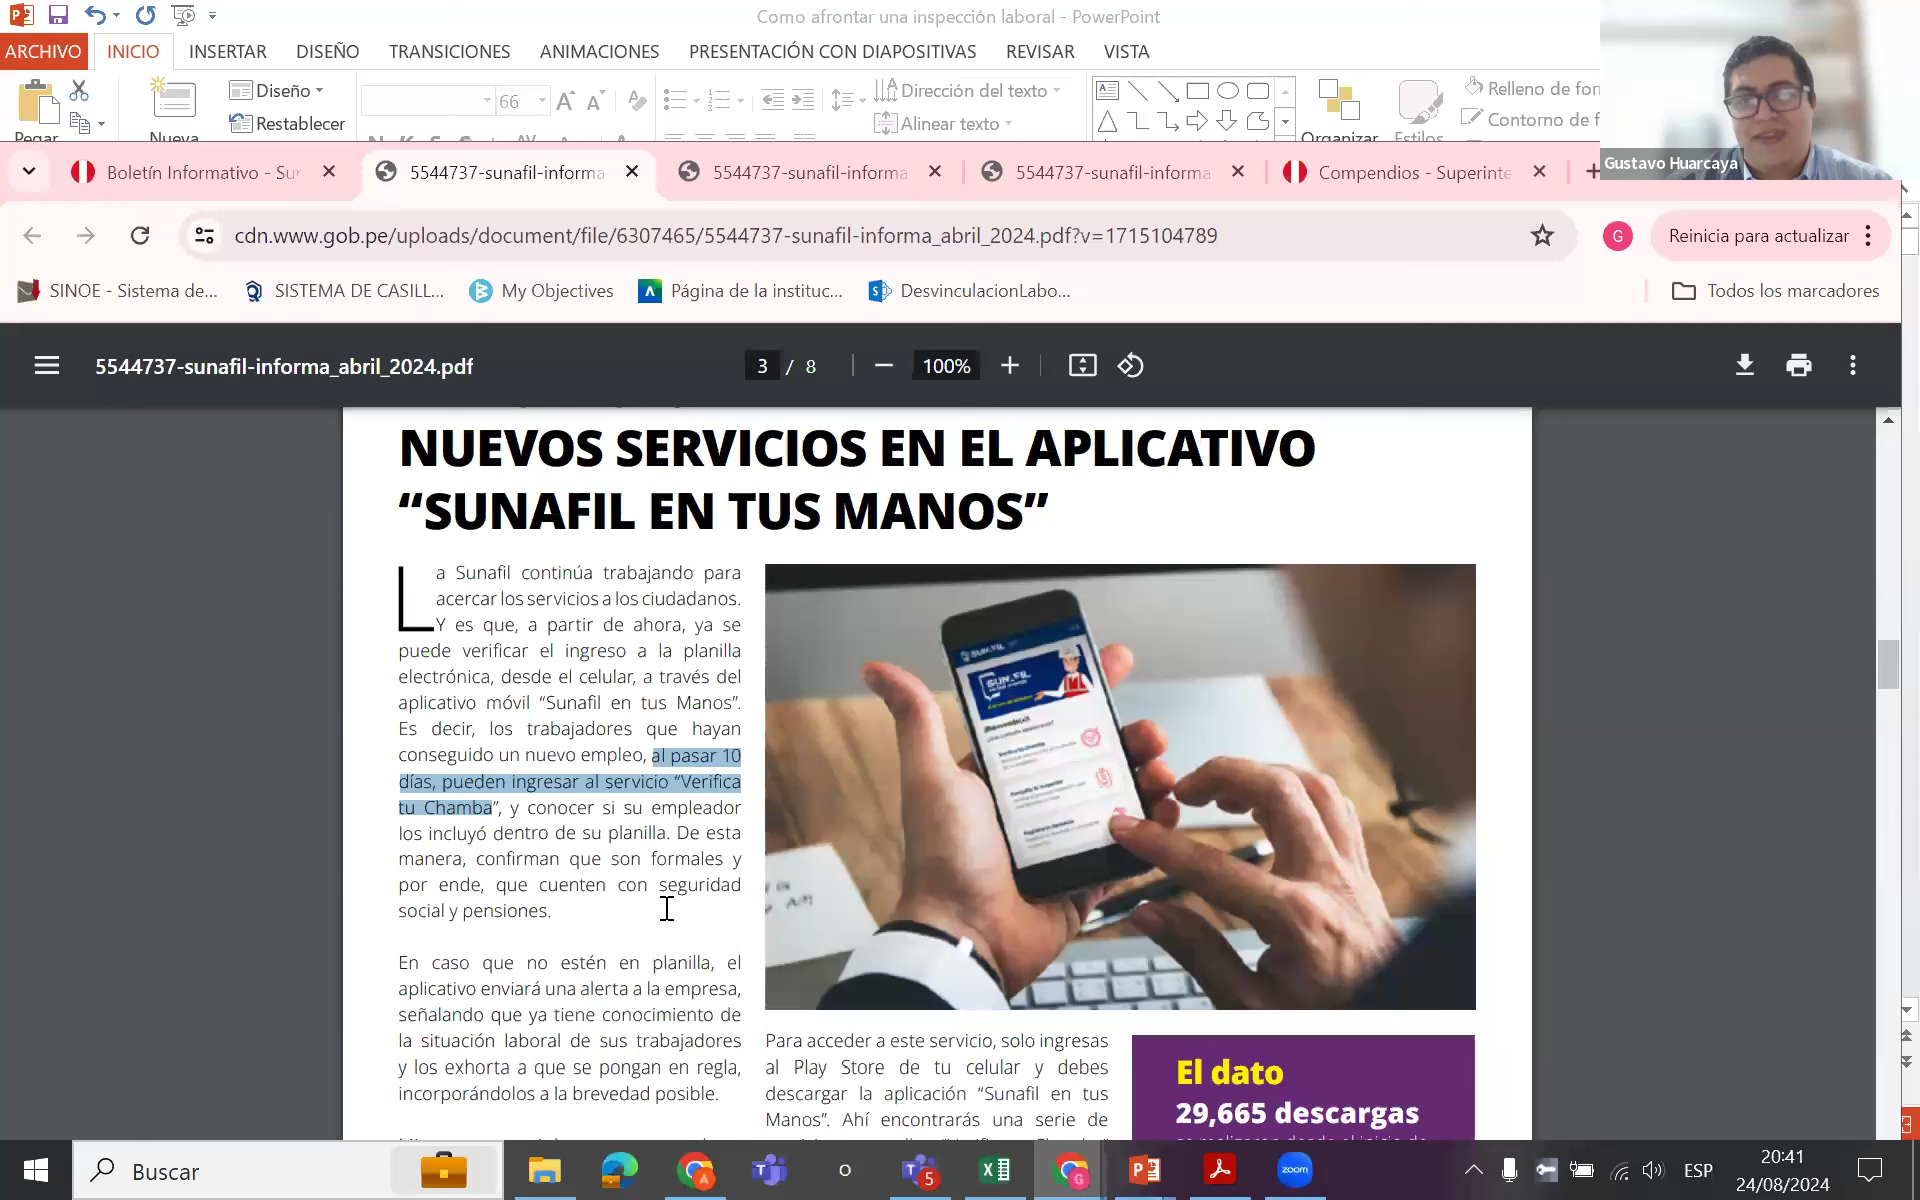 Como afrontar una inspección laboral - PowerPoint
ARCHIVO INICIO INSERTAR DISEÑO TRANSICIONES ANIMACIONES PRESENTACIÓN CON DIAPOSITIVAS REVISAR VISTA
Diseño 66 Dirección del texto Relleno de for
Pegar Nueva Restablecer Alinear texto Organizar Estilos Contorno de f
Gustavo Huarcaya
Boletín Informativo - Sur 5544737-sunafil-informa 5544737-sunafil-informa 5544737-sunafil-informa Compendios - Superinte
cdn.www.gob.pe/uploads/document/file/6307465/5544737-sunafil-informa_abril_2024.pdf?v=1715104789 G Reinicia para actualizar
SINOE - Sistema de... SISTEMA DE CASILL... My Objectives Página de la instituc... DesvinculacionLabo... Todos los marcadores
5544737-sunafil-informa_abril_2024.pdf 3 / 8 100%
NUEVOS SERVICIOS EN EL APLICATIVO
“SUNAFIL EN TUS MANOS”
La Sunafil continúa trabajando para
acercar los servicios a los ciudadanos.
Y es que, a partir de ahora, ya se
puede verificar el ingreso a la planilla
electrónica, desde el celular, a través del
aplicativo móvil “Sunafil en tus Manos”.
Es decir, los trabajadores que hayan
conseguido un nuevo empleo, al pasar 10
días, pueden ingresar al servicio “Verifica
tu Chamba”, y conocer si su empleador
los incluyó dentro de su planilla. De esta
manera, confirman que son formales y
por ende, que cuenten con seguridad
social y pensiones.
En caso que no estén en planilla, el
aplicativo enviará una alerta a la empresa,
señalando que ya tiene conocimiento de
la situación laboral de sus trabajadores
y los exhorta a que se pongan en regla,
incorporándolos a la brevedad posible.
Para acceder a este servicio, solo ingresas
al Play Store de tu celular y debes
descargar la aplicación “Sunafil en tus
Manos”. Ahí encontrarás una serie de
El dato
29,665 descargas
Buscar
5
zoom
ESP
20:41
24/08/2024